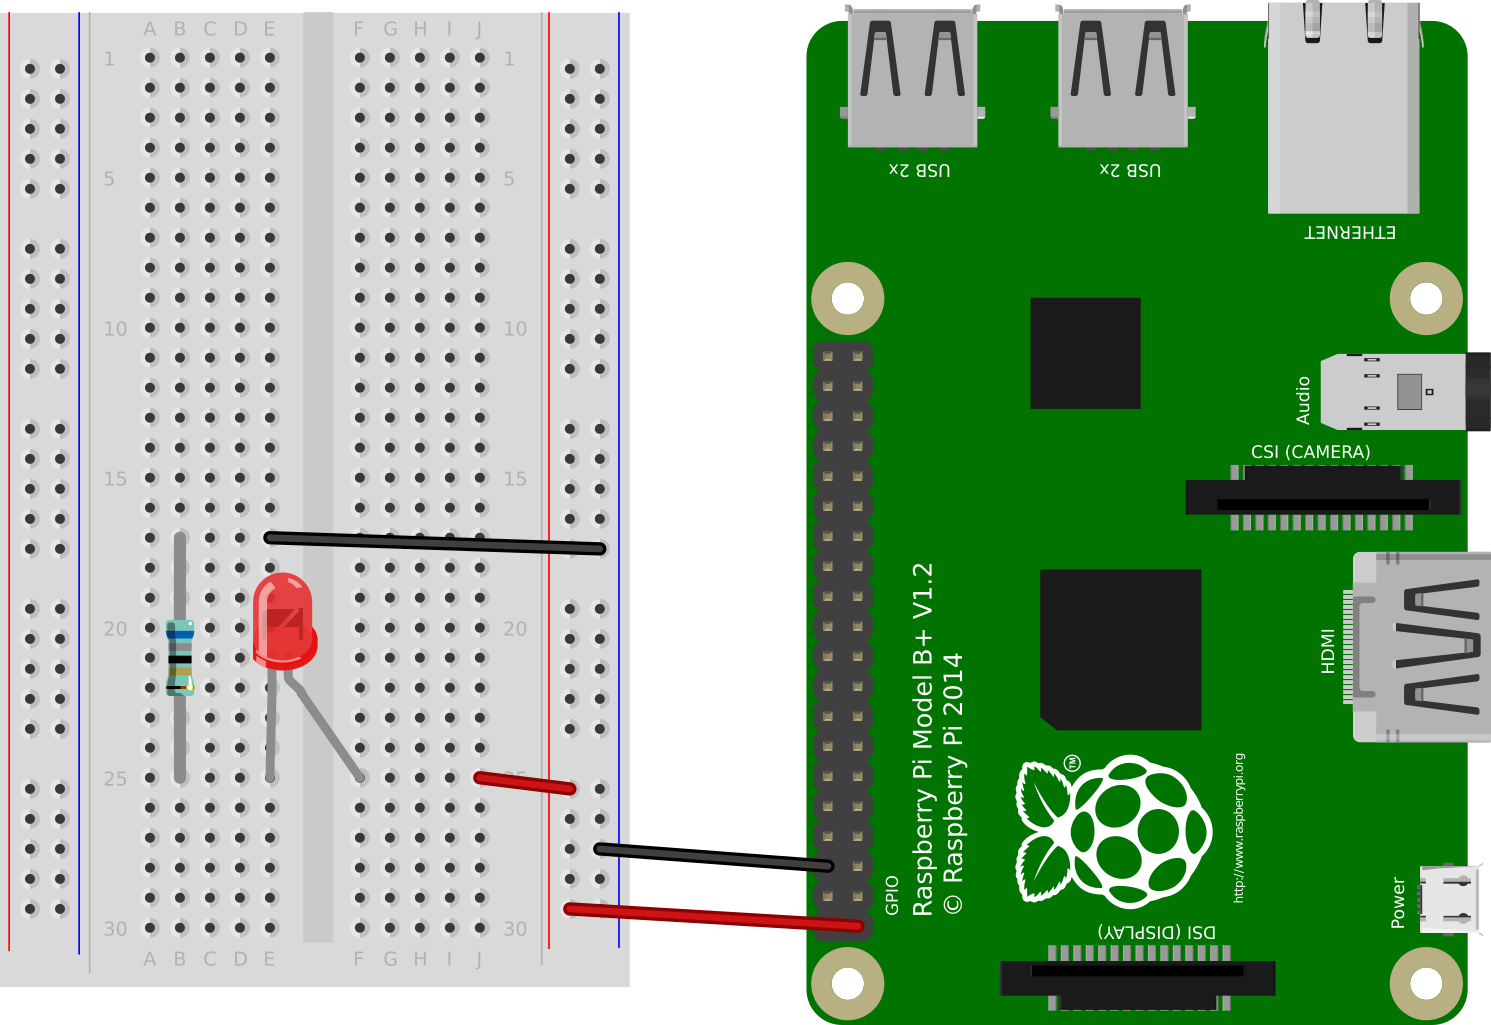 A B C D E F G H I J
1 1
5 5
10 10
15 15
20 20
25 25
30 30
A B C D E F G H I J
USB 2x
USB 2x
ETHERNET
Audio
CSI (CAMERA)
HDMI
Raspberry Pi Model B+ V1.2
© Raspberry Pi 2014
TM
http://www.raspberrypi.org
GPIO
Power
DSI (DISPLAY)